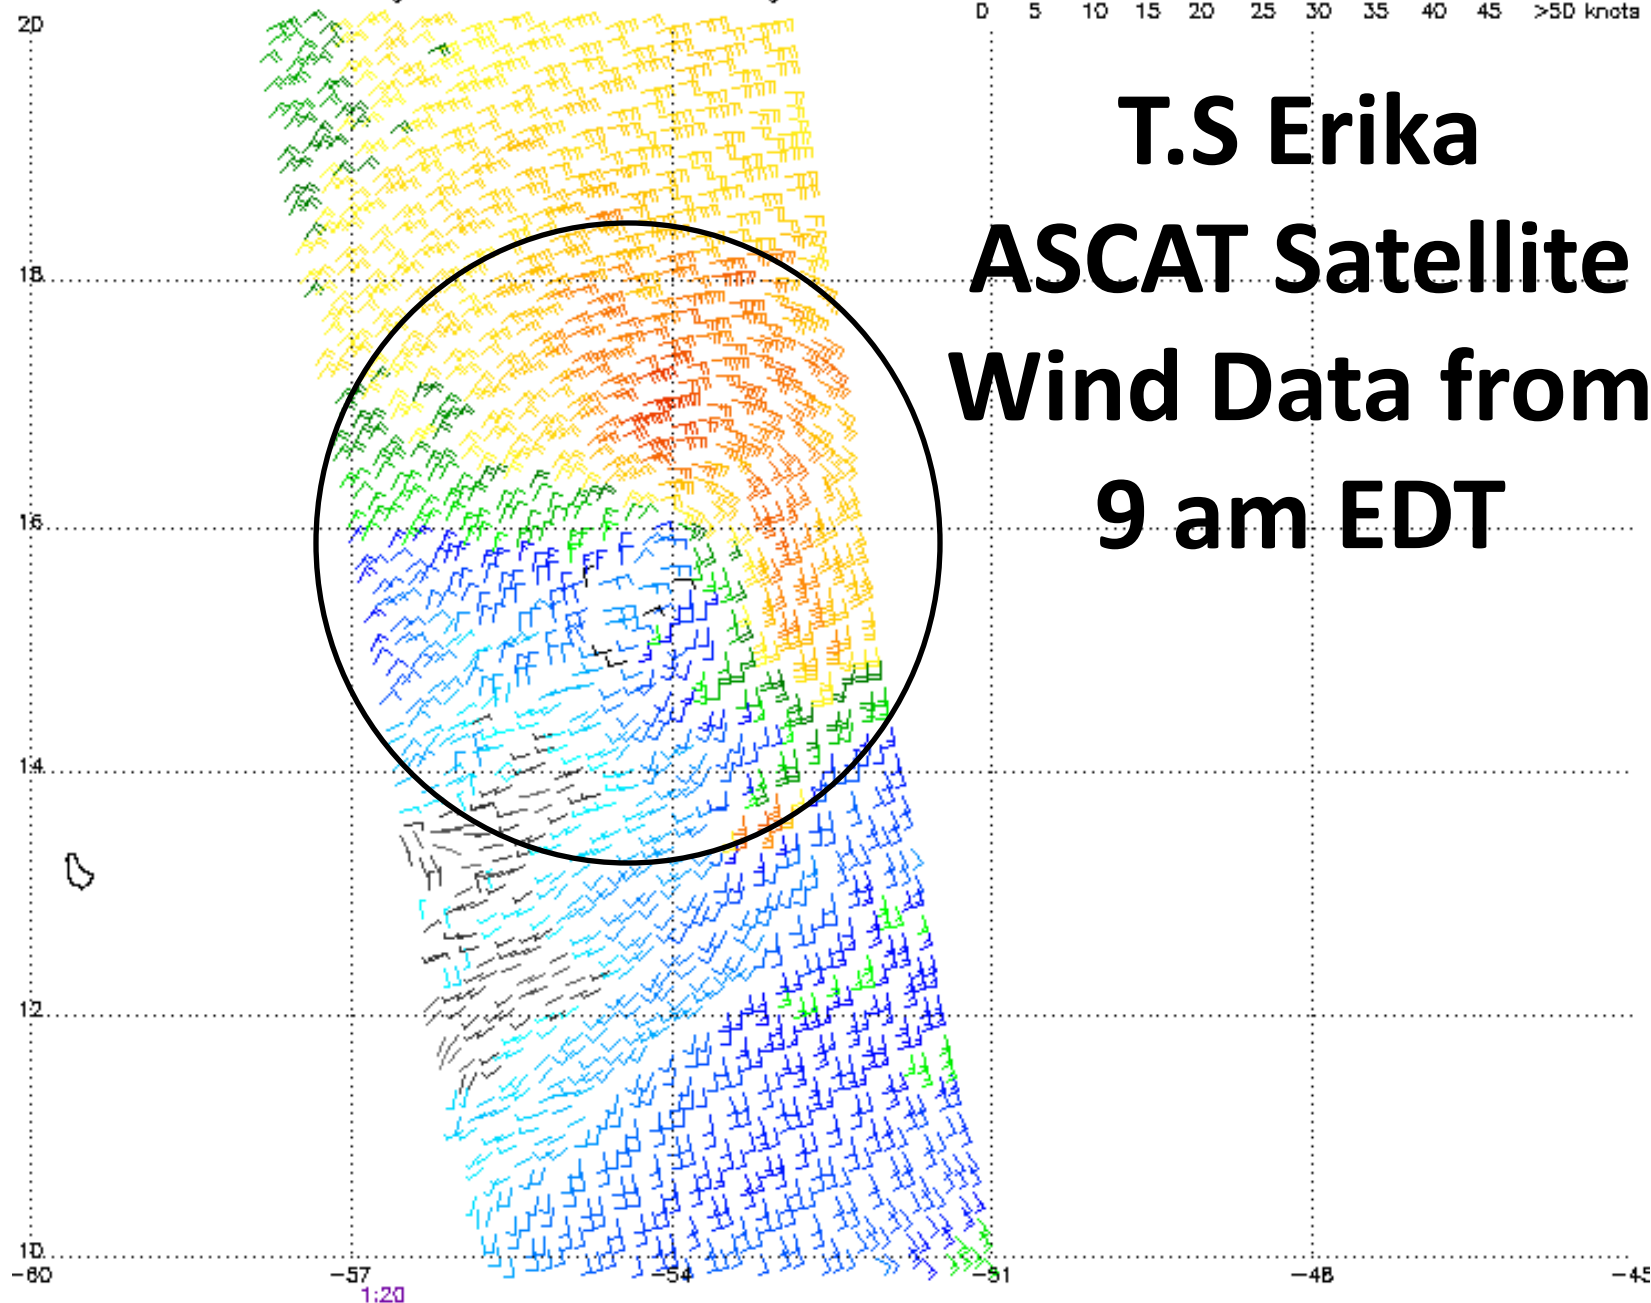 0 5 10 15 20 25 30 35 40 45 >50 knots
20
T.S Erika
ASCAT Satellite
18
Wind Data from
9 am EDT
16
14
12
10
-60 -57 -54 -51 -48 -45
1:20